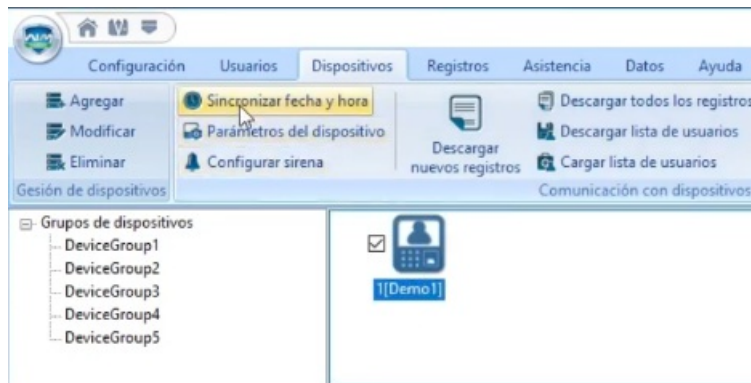 Configuración Usuarios Dispositivos Registros Asistencia Datos Ayuda
Agregar
Modificar
Eliminar
Gestión de dispositivos
Sincronizar fecha y hora
Parámetros del dispositivo
Configurar sirena
Descargar
nuevos registros
Descargar todos los registros
Descargar lista de usuarios
Cargar lista de usuarios
Comunicación con dispositivos
Grupos de dispositivos
DeviceGroup1
DeviceGroup2
DeviceGroup3
DeviceGroup4
DeviceGroup5
1[Demo1]